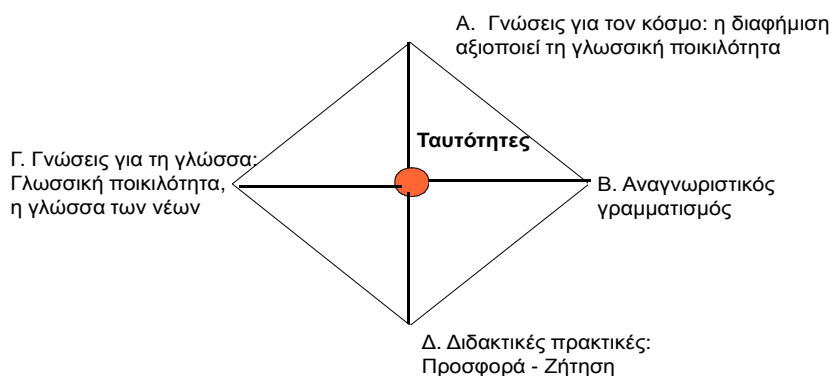 Α. Γνώσεις για τον κόσμο: η διαφήμιση
αξιοποιεί τη γλωσσική ποικιλότητα
Ταυτότητες
Γ. Γνώσεις για τη γλώσσα:
Γλωσσική ποικιλότητα,
η γλώσσα των νέων
Β. Αναγνωριστικός
γραμματισμός
Δ. Διδακτικές πρακτικές:
Προσφορά - Ζήτηση